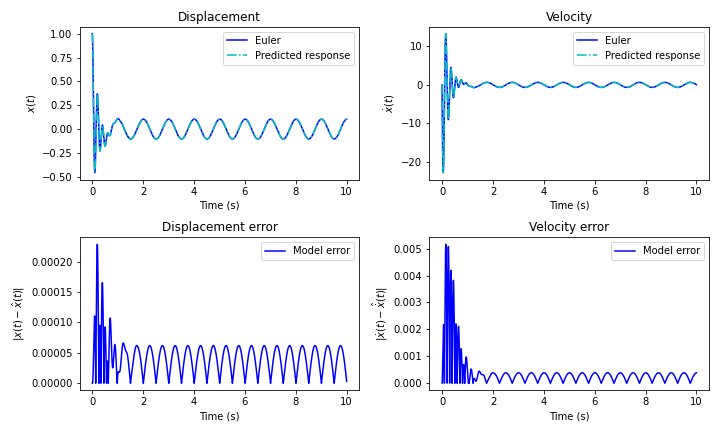 Displacement
Velocity
x(t)
1.00
0.75
0.50
0.25
0.00
−0.25
−0.50
Euler
Predicted response
0 2 4 6 8 10
Time (s)
ẋ(t)
10
0
−10
−20
Euler
Predicted response
0 2 4 6 8 10
Time (s)
Displacement error
Velocity error
|x(t) − x̂(t)|
0.00020
0.00015
0.00010
0.00005
0.00000
Model error
0 2 4 6 8 10
Time (s)
|ẋ(t) − ẋ̂(t)|
0.005
0.004
0.003
0.002
0.001
0.000
Model error
0 2 4 6 8 10
Time (s)